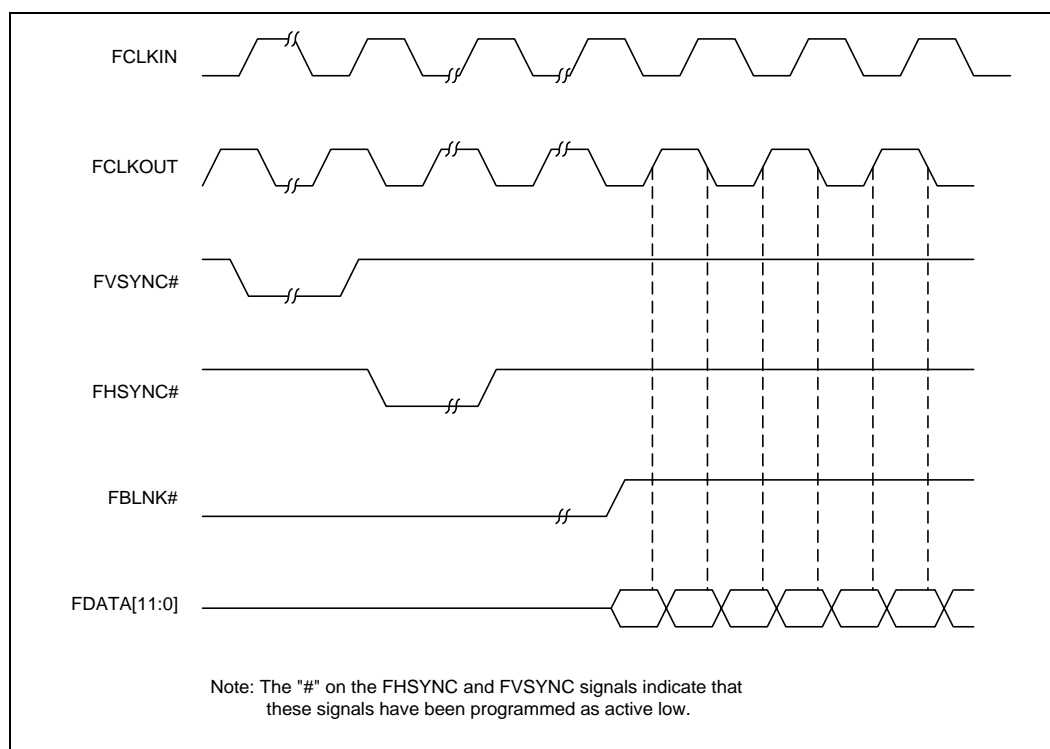 FCLKIN
FCLKOUT
FVSYNC#
FHSYNC#
FBLNK#
FDATA[11:0]
Note: The "#" on the FHSYNC and FVSYNC signals indicate that
these signals have been programmed as active low.